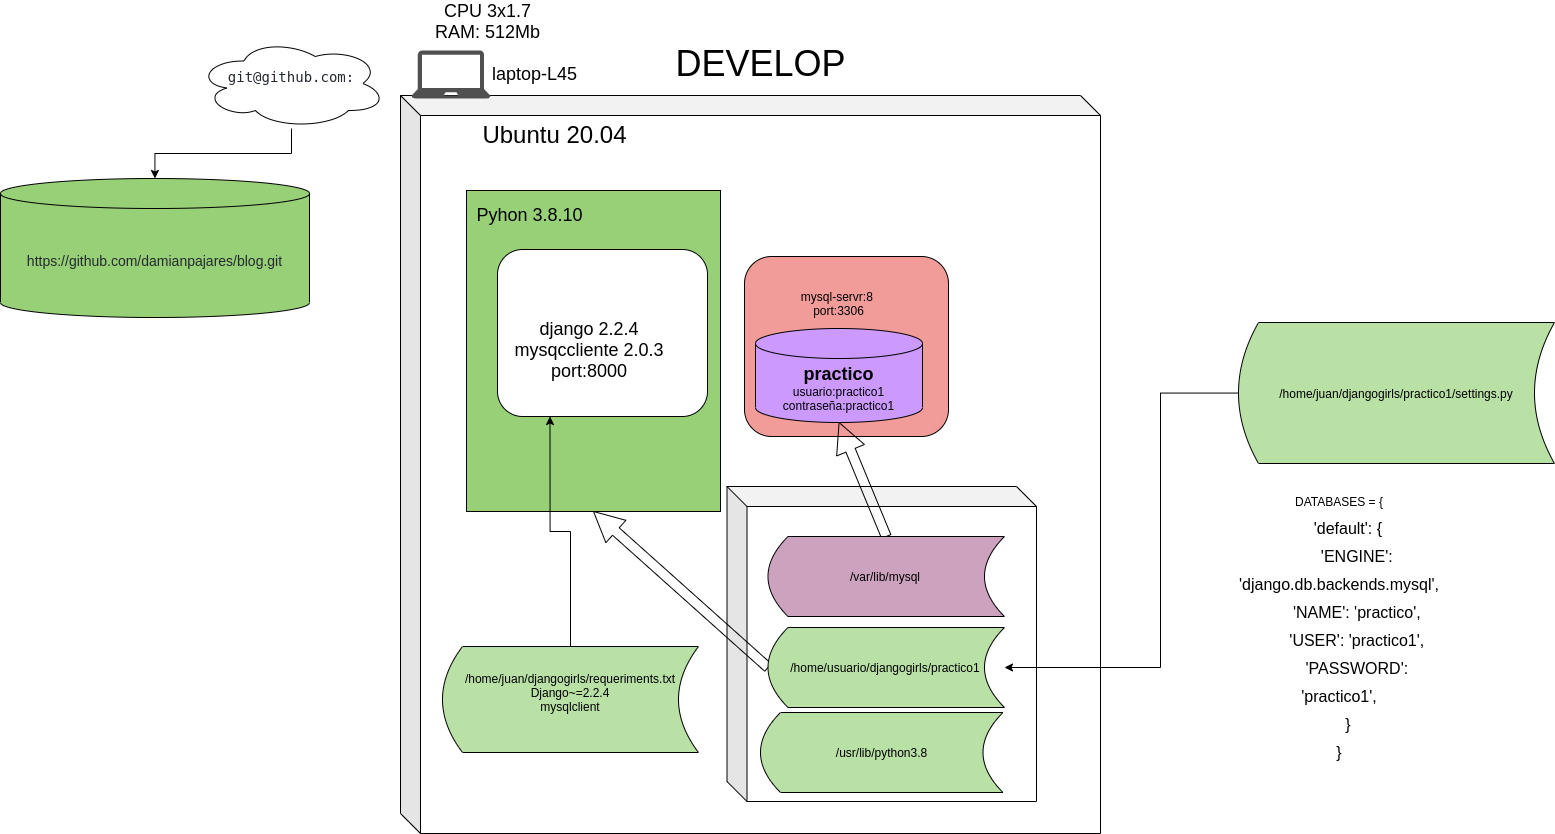 CPU 3x1.7
RAM: 512Mb
laptop-L45
DEVELOP
git@github.com:
https://github.com/damianpajares/blog.git
Ubuntu 20.04
Pyhon 3.8.10
django 2.2.4
mysqccliente 2.0.3
port:8000
mysql-servr:8
port:3306
practico
usuario:practico1
contraseña:practico1
/var/lib/mysql
/home/usuario/djangogirls/practico1
/usr/lib/python3.8
/home/juan/djangogirls/requeriments.txt
Django~=2.2.4
mysqlclient
/home/juan/djangogirls/practico1/settings.py
DATABASES = {
'default': {
'ENGINE':
'django.db.backends.mysql',
'NAME': 'practico',
'USER': 'practico1',
'PASSWORD':
'practico1',
}
}